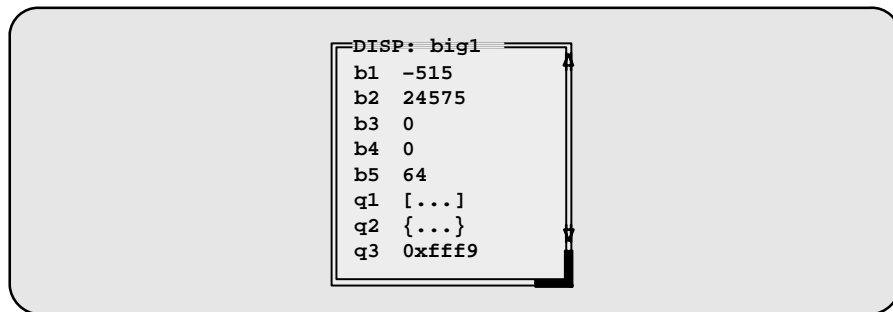 DISP: big1
b1 –515
b2 24575
b3 0
b4 0
b5 64
q1 [...]
q2 {...}
q3 0xfff9